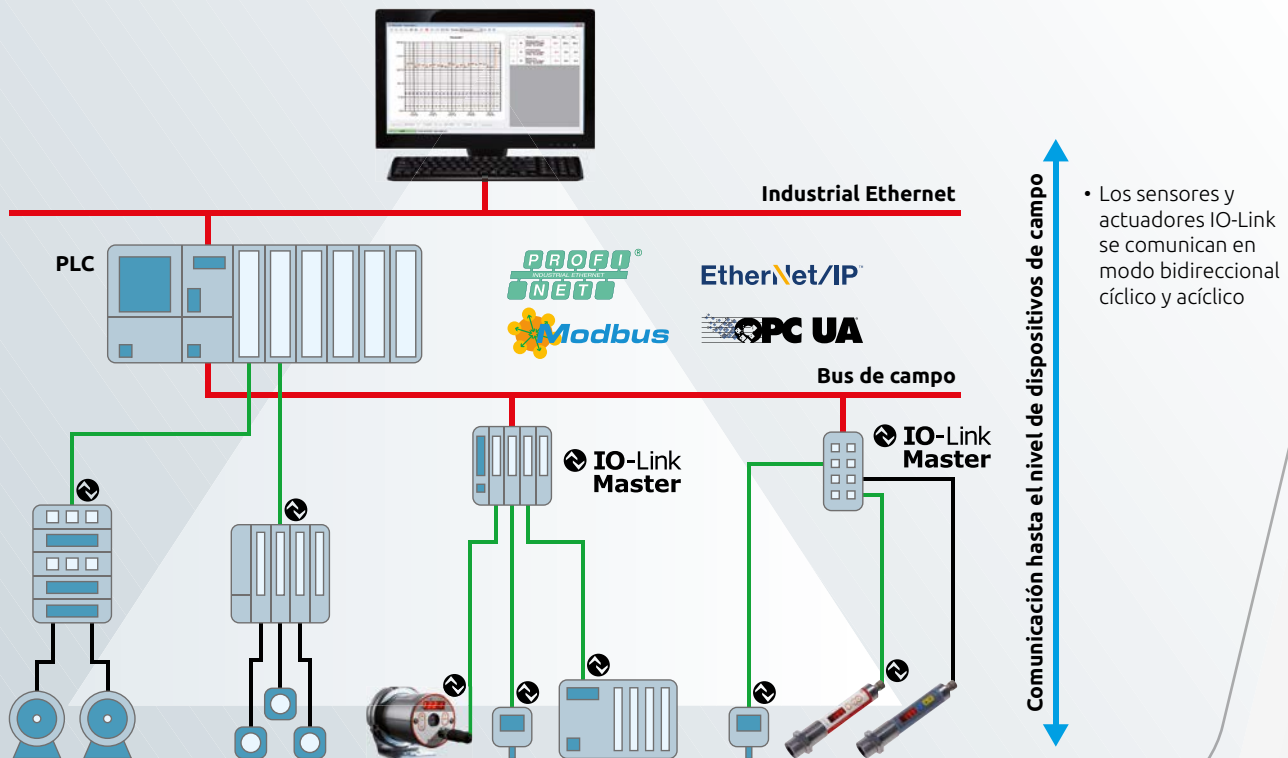 Industrial Ethernet
PLC
PROFI
®
INDUSTRIAL ETHERNET
NET
EtherNet/IP™
Modbus
OPC UA
Bus de campo
IO-Link
Master
IO-Link
Master
Comunicación hasta el nivel de dispositivos de campo
• Los sensores y
actuadores IO-Link
se comunican en
modo bidireccional
cíclico y acíclico